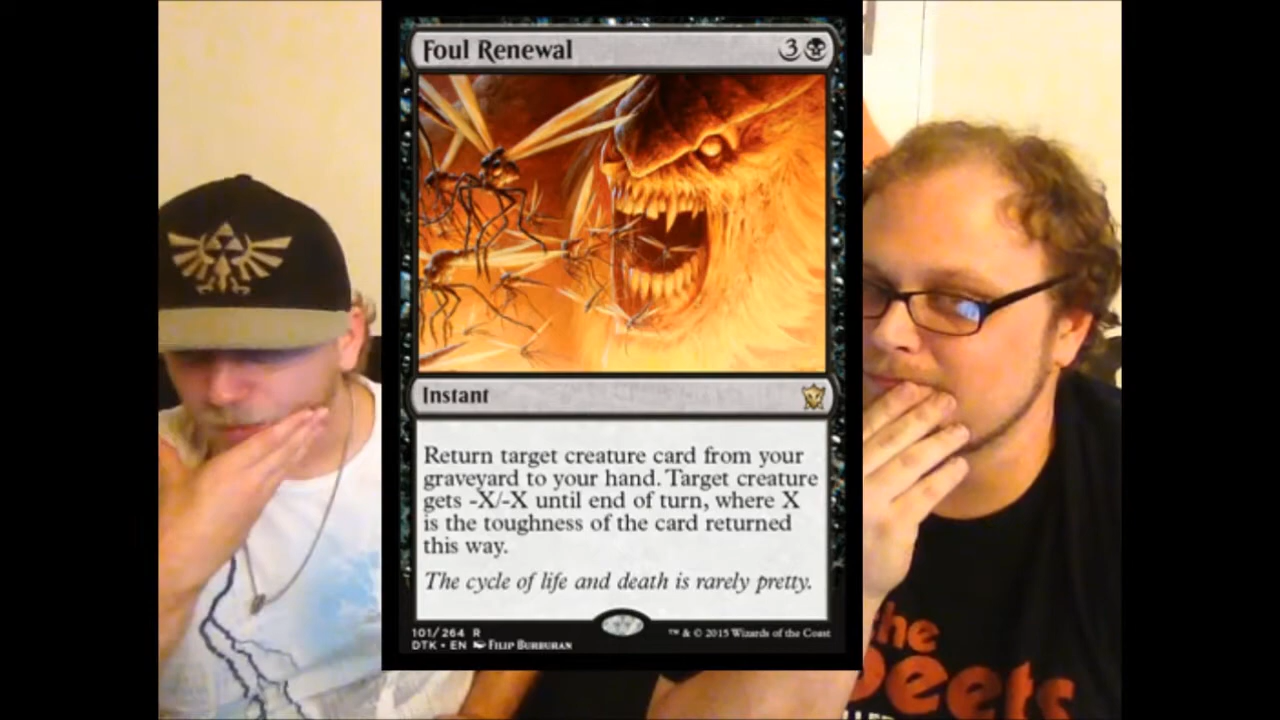 Foul Renewal 3
Instant
Return target creature card from your
graveyard to your hand. Target creature
gets -X/-X until end of turn, where X
is the toughness of the card returned
this way.
The cycle of life and death is rarely pretty.
101/264 R
™ & © 2015 Wizards of the Coast
DTK • EN Filip Burburan
the
Beets